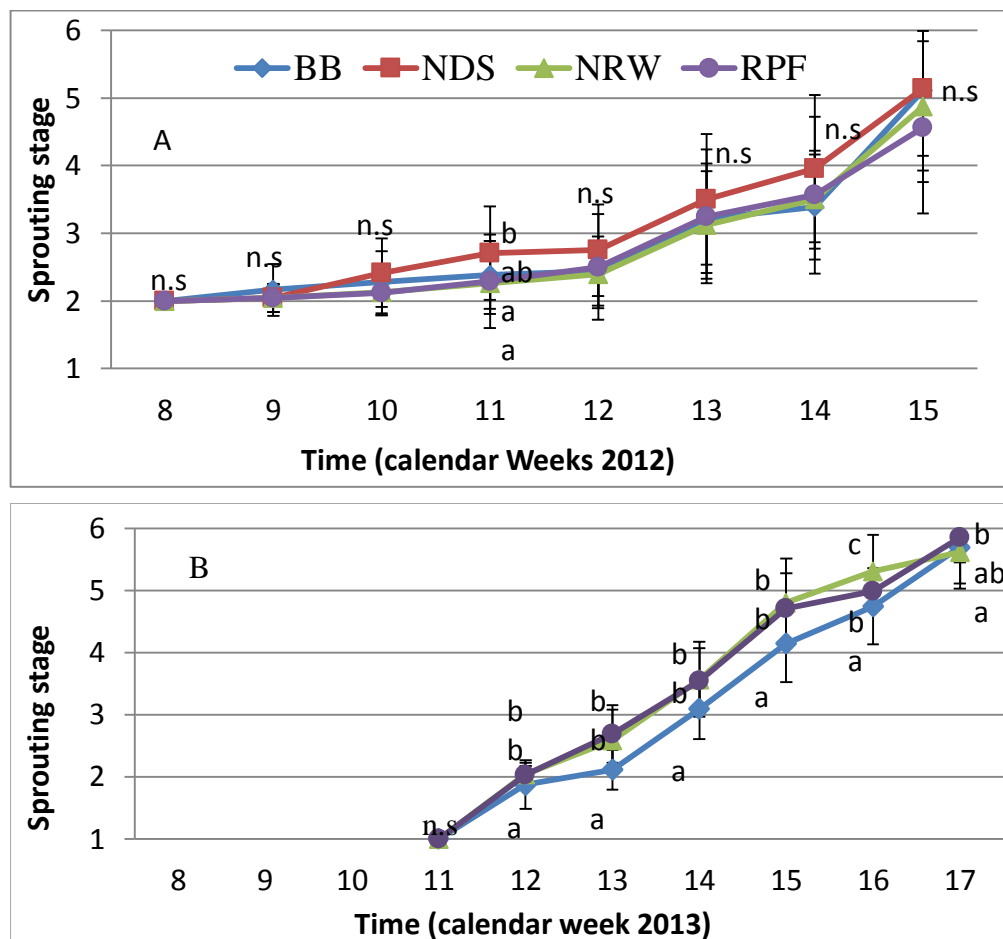 6
BB NDS NRW RPF
5
n.s
A
n.s
4
n.s
n.s
3
n.s
b
n.s
n.s
ab
2
a
a
1
8 9 10 11 12 13 14 15
Sprouting stage
Time (calendar Weeks 2012)
6
b
B
c
ab
5
b
a
b
b
4
b
a
b
a
3
b
b
b
a
2
b
a
n.s
a
a
1
8 9 10 11 12 13 14 15 16 17
Sprouting stage
Time (calendar week 2013)